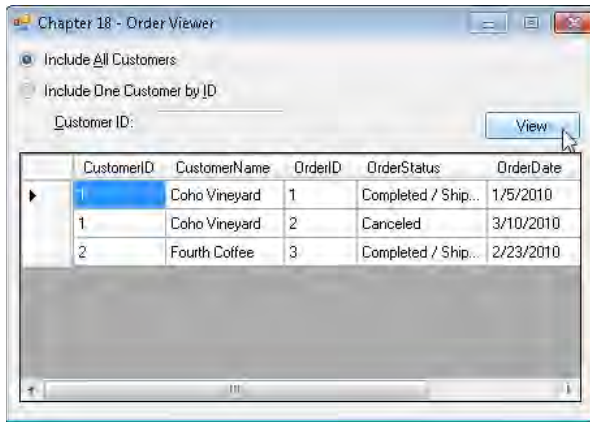 Chapter 18 - Order Viewer
Include All Customers
Include One Customer by ID
Customer ID:
View
CustomerID CustomerName OrderID OrderStatus OrderDate
1 Coho Vineyard 1 Completed / Ship... 1/5/2010
1 Coho Vineyard 2 Canceled 3/10/2010
2 Fourth Coffee 3 Completed / Ship... 2/23/2010